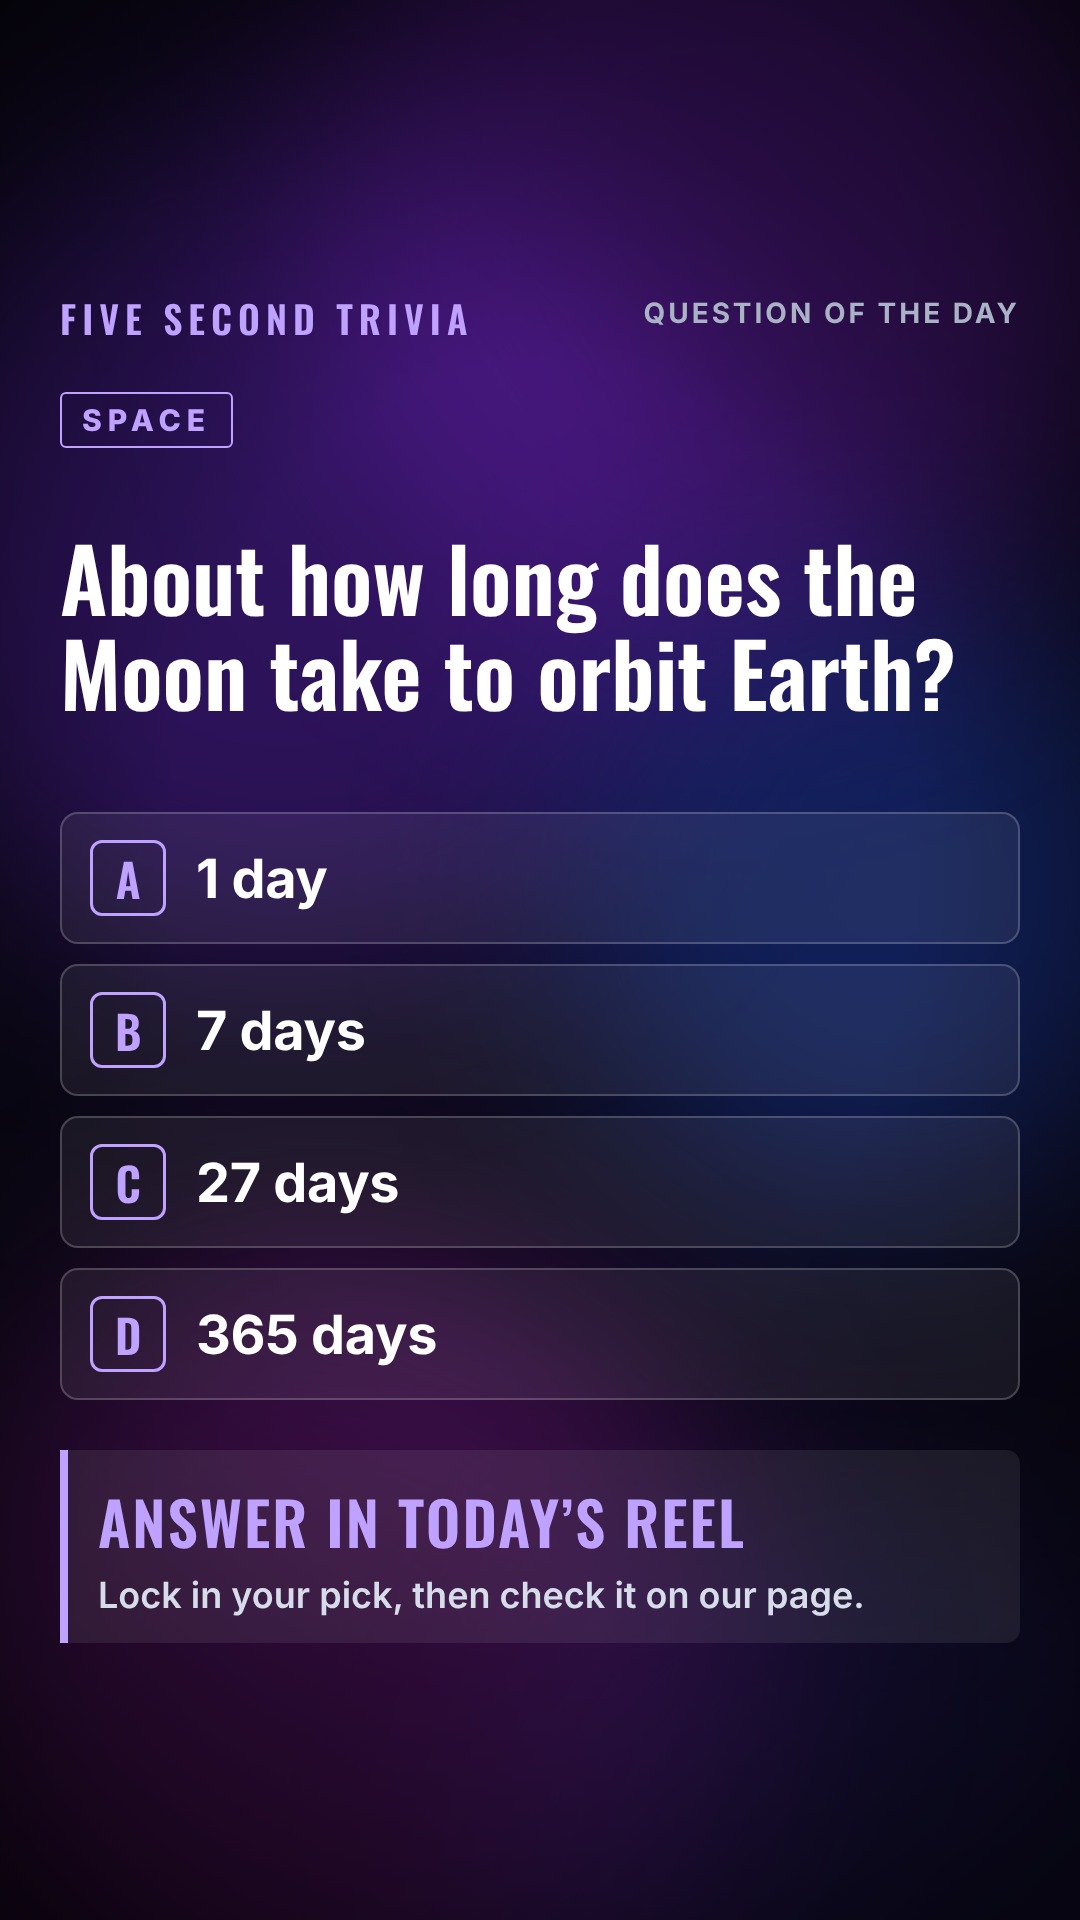 FIVE SECOND TRIVIA
QUESTION OF THE DAY
SPACE
About how long does the
Moon take to orbit Earth?
A 1 day
B 7 days
C 27 days
D 365 days
ANSWER IN TODAY’S REEL
Lock in your pick, then check it on our page.